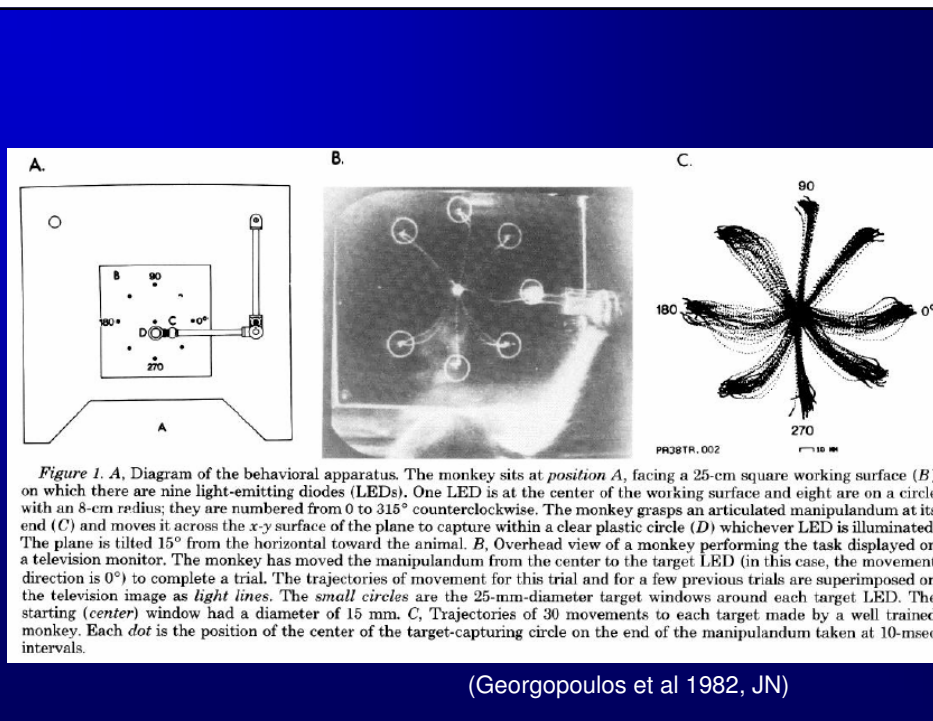 A.
B.
C.
B
90
180
D
C
0°
270
A
90
180
0°
270
PR38TR.002
10 MM
Figure 1. A, Diagram of the behavioral apparatus. The monkey sits at position A, facing a 25-cm square working surface (B)
on which there are nine light-emitting diodes (LEDs). One LED is at the center of the working surface and eight are on a circle
with an 8-cm radius; they are numbered from 0 to 315° counterclockwise. The monkey grasps an articulated manipulandum at its
end (C) and moves it across the x-y surface of the plane to capture within a clear plastic circle (D) whichever LED is illuminated
The plane is tilted 15° from the horizontal toward the animal. B, Overhead view of a monkey performing the task displayed on
a television monitor. The monkey has moved the manipulandum from the center to the target LED (in this case, the movement
direction is 0°) to complete a trial. The trajectories of movement for this trial and for a few previous trials are superimposed on
the television image as light lines. The small circles are the 25-mm-diameter target windows around each target LED. The
starting (center) window had a diameter of 15 mm. C, Trajectories of 30 movements to each target made by a well trained
monkey. Each dot is the position of the center of the target-capturing circle on the end of the manipulandum taken at 10-msec
intervals.
(Georgopoulos et al 1982, JN)